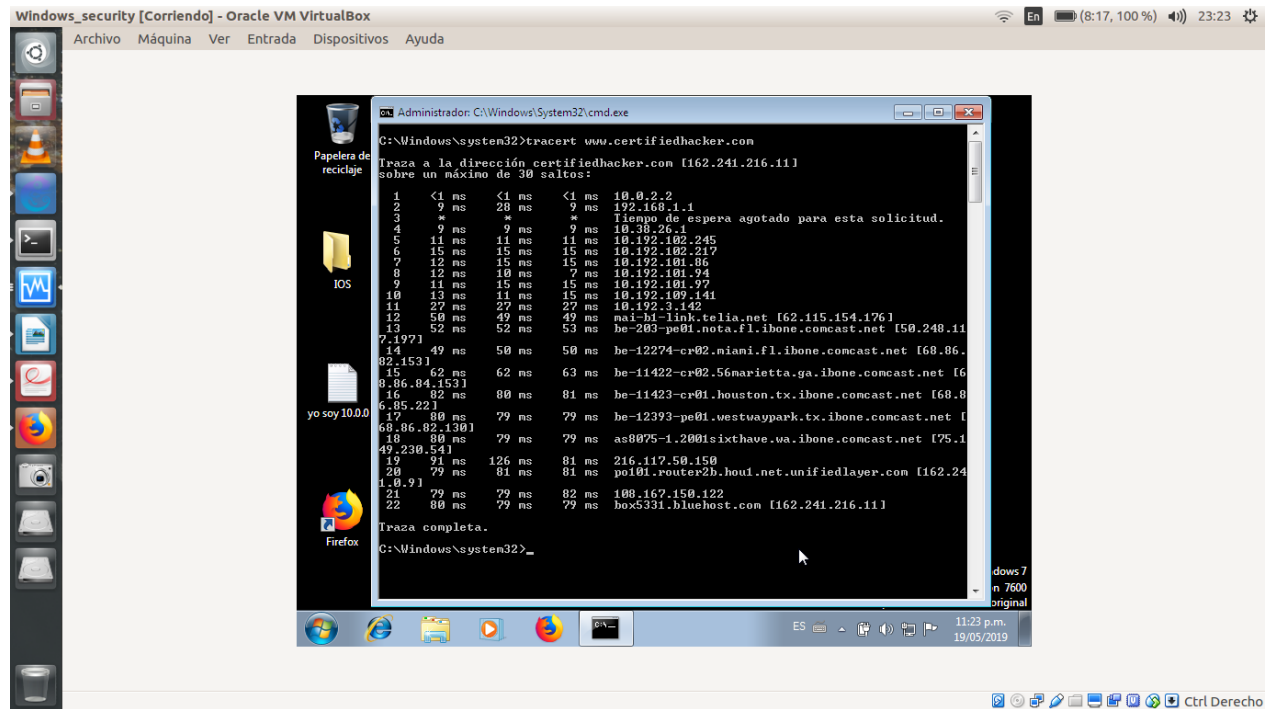 Windows_security [Corriendo] - Oracle VM VirtualBox
En (8:17, 100 %) 23:23
Archivo Máquina Ver Entrada Dispositivos Ayuda
Papelera de
reciclaje
IOS
yo soy 10.0.0
Firefox
Administrador: C:\Windows\System32\cmd.exe
C:\Windows\system32>tracert www.certifiedhacker.com
Traza a la dirección certifiedhacker.com [162.241.216.11]
sobre un máximo de 30 saltos:
1 <1 ms <1 ms <1 ms 10.0.2.2
2 9 ms 28 ms 9 ms 192.168.1.1
3 * * * Tiempo de espera agotado para esta solicitud.
4 9 ms 9 ms 9 ms 10.38.26.1
5 11 ms 11 ms 11 ms 10.192.102.245
6 15 ms 15 ms 15 ms 10.192.102.217
7 12 ms 15 ms 15 ms 10.192.101.86
8 12 ms 10 ms 7 ms 10.192.101.94
9 11 ms 15 ms 15 ms 10.192.101.97
10 13 ms 11 ms 15 ms 10.192.109.141
11 27 ms 27 ms 27 ms 10.192.3.142
12 50 ms 49 ms 49 ms mai-b1-link.telia.net [62.115.154.176]
13 52 ms 52 ms 53 ms be-203-pe01.nota.fl.ibone.comcast.net [50.248.11
7.197]
14 49 ms 50 ms 50 ms be-12274-cr02.miami.fl.ibone.comcast.net [68.86.
82.153]
15 62 ms 62 ms 63 ms be-11422-cr02.56marietta.ga.ibone.comcast.net [6
8.86.84.153]
16 82 ms 80 ms 81 ms be-11423-cr01.houston.tx.ibone.comcast.net [68.8
6.85.22]
17 80 ms 79 ms 79 ms be-12393-pe01.westwaypark.tx.ibone.comcast.net [
68.86.82.130]
18 80 ms 79 ms 79 ms as8075-1.2001sixthave.wa.ibone.comcast.net [75.1
49.230.54]
19 91 ms 126 ms 81 ms 216.117.50.150
20 79 ms 81 ms 81 ms po101.router2b.hou1.net.unifiedlayer.com [162.24
1.0.9]
21 79 ms 79 ms 82 ms 108.167.150.122
22 80 ms 79 ms 79 ms box5331.bluehost.com [162.241.216.11]
Traza completa.
C:\Windows\system32>_
dows 7
n 7600
original
ES 11:23 p.m.
19/05/2019
Ctrl Derecho